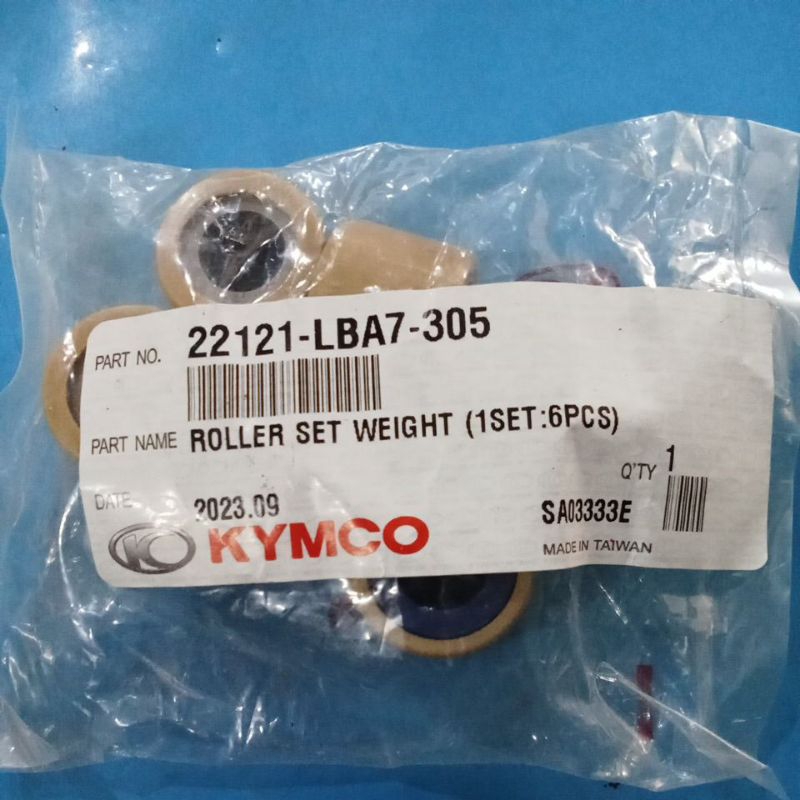 PART NO. 22121-LBA7-305
PART NAME ROLLER SET WEIGHT (1SET:6PCS)
Q'TY 1
DATE 2023.09
SA03333E
KYMCO
MADE IN TAIWAN